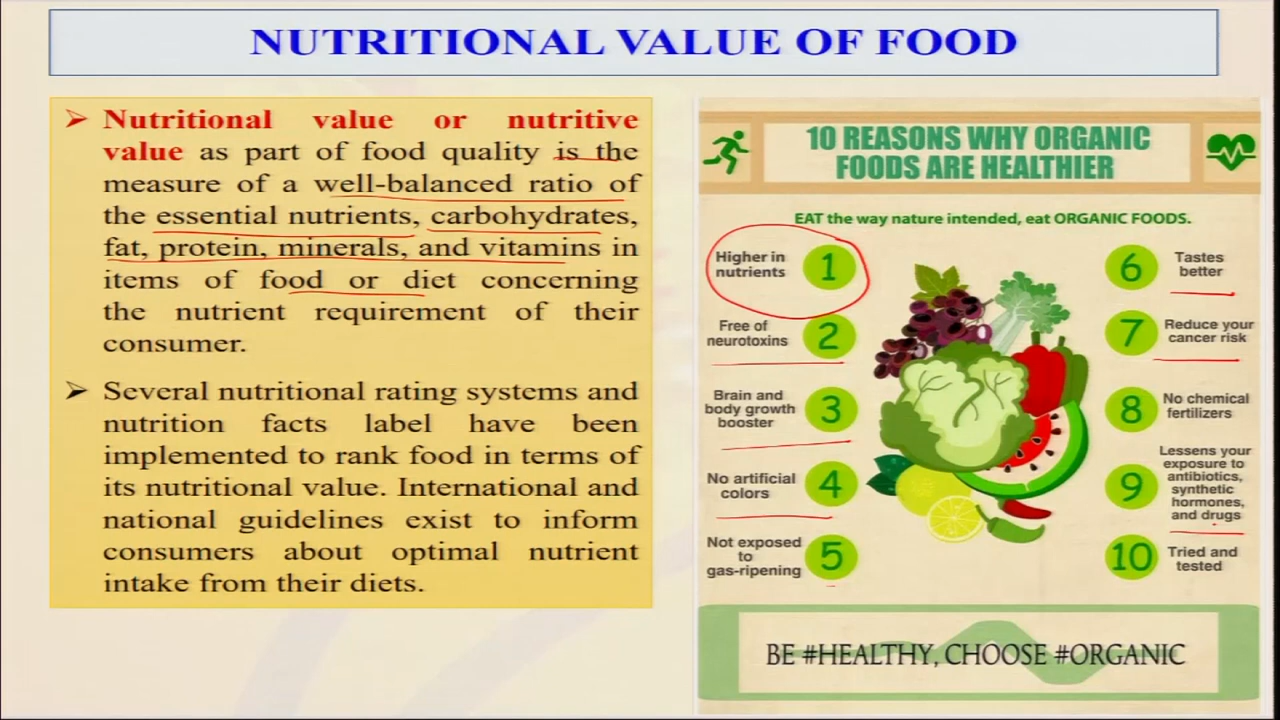 NUTRITIONAL VALUE OF FOOD
➢ Nutritional value or nutritive
value as part of food quality is the
measure of a well-balanced ratio of
the essential nutrients, carbohydrates,
fat, protein, minerals, and vitamins in
items of food or diet concerning
the nutrient requirement of their
consumer.
➢ Several nutritional rating systems and
nutrition facts label have been
implemented to rank food in terms of
its nutritional value. International and
national guidelines exist to inform
consumers about optimal nutrient
intake from their diets.
10 REASONS WHY ORGANIC
FOODS ARE HEALTHIER
EAT the way nature intended, eat ORGANIC FOODS.
Higher in
nutrients
1
Free of
neurotoxins
2
Brain and
body growth
booster
3
No artificial
colors
4
Not exposed
to
gas-ripening
5
6
Tastes
better
7
Reduce your
cancer risk
8
No chemical
fertilizers
9
Lessens your
exposure to
antibiotics,
synthetic
hormones,
and drugs
10
Tried and
tested
BE #HEALTHY, CHOOSE #ORGANIC